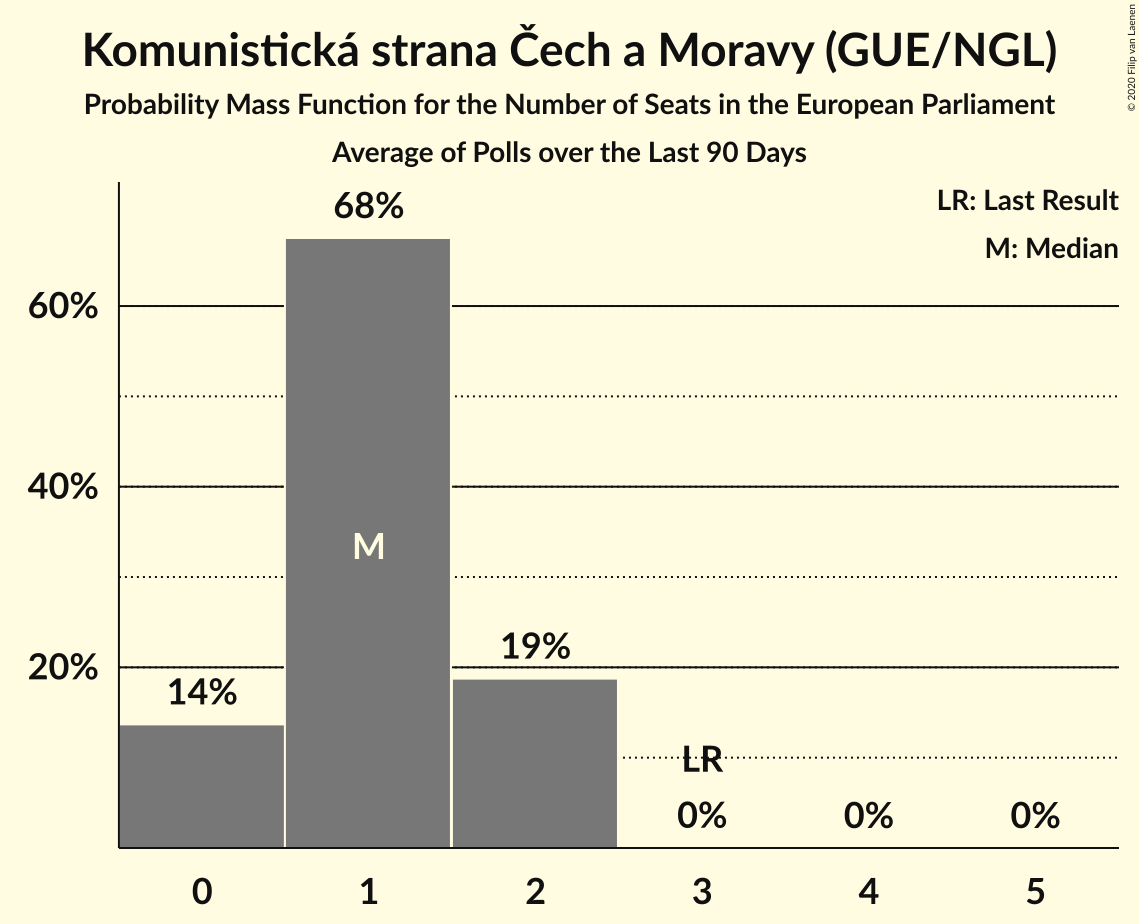 Komunistická strana Čech a Moravy (GUE/NGL)
Probability Mass Function for the Number of Seats in the European Parliament
Average of Polls over the Last 90 Days
© 2020 Filip van Laenen
LR: Last Result
M: Median
68%
60%
40%
M
19%
20%
14%
LR
0%
0%
0%
0
1
2
3
4
5